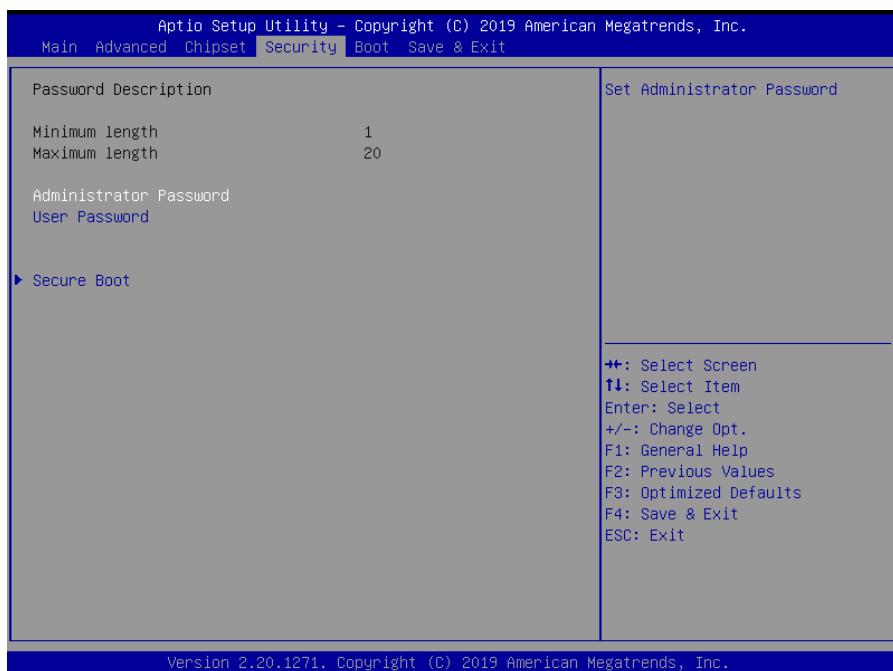 Aptio Setup Utility – Copyright (C) 2019 American Megatrends, Inc.
Main Advanced Chipset Security Boot Save & Exit
Password Description
Minimum length 1
Maximum length 20
Administrator Password
User Password
Secure Boot
Set Administrator Password
→←: Select Screen
↑↓: Select Item
Enter: Select
+/-: Change Opt.
F1: General Help
F2: Previous Values
F3: Optimized Defaults
F4: Save & Exit
ESC: Exit
Version 2.20.1271. Copyright (C) 2019 American Megatrends, Inc.